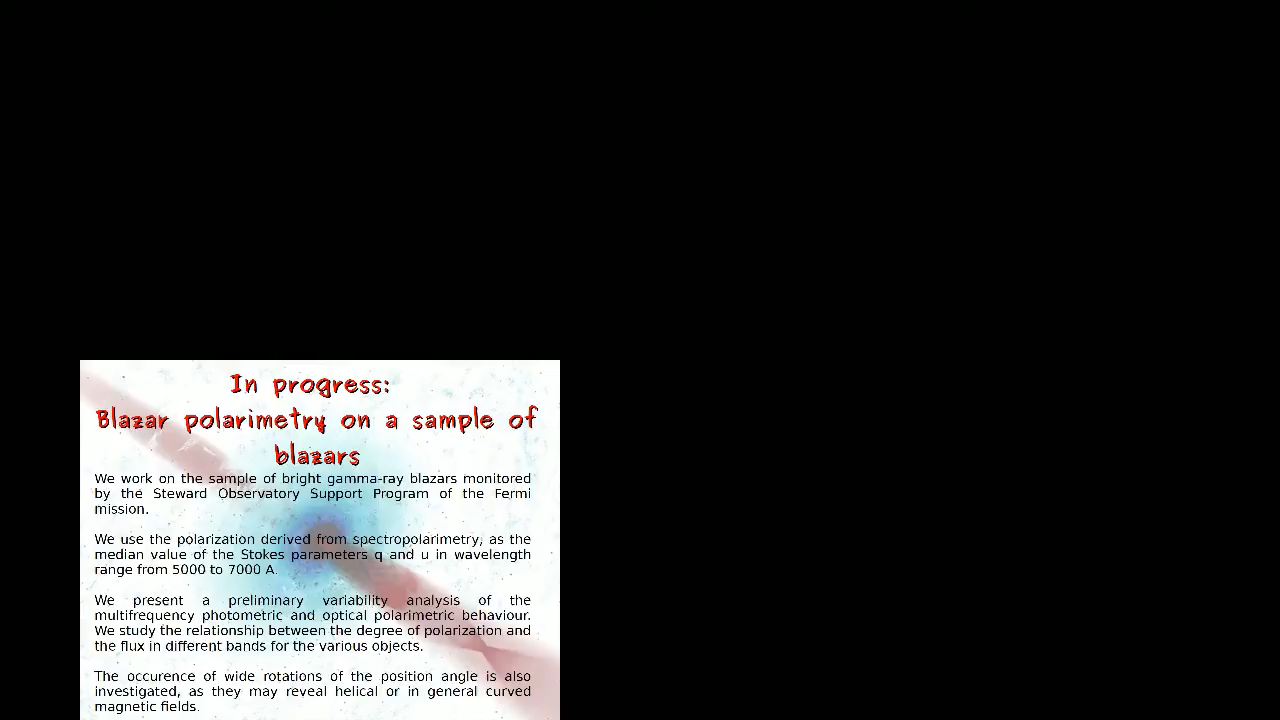 In progress:
Blazar polarimetry on a sample of
blazars
We work on the sample of bright gamma-ray blazars monitored
by the Steward Observatory Support Program of the Fermi
mission.
We use the polarization derived from spectropolarimetry, as the
median value of the Stokes parameters q and u in wavelength
range from 5000 to 7000 A.
We present a preliminary variability analysis of the
multifrequency photometric and optical polarimetric behaviour.
We study the relationship between the degree of polarization and
the flux in different bands for the various objects.
The occurence of wide rotations of the position angle is also
investigated, as they may reveal helical or in general curved
magnetic fields.